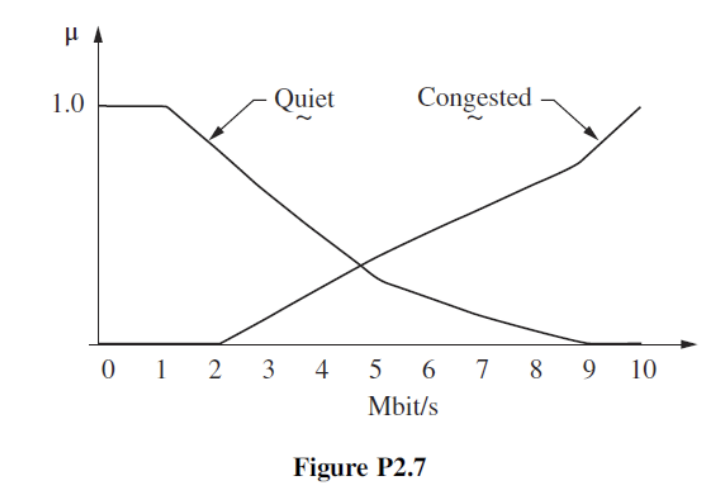 μ
1.0
Quiet
Congested
0 1 2 3 4 5 6 7 8 9 10
Mbit/s
Figure P2.7